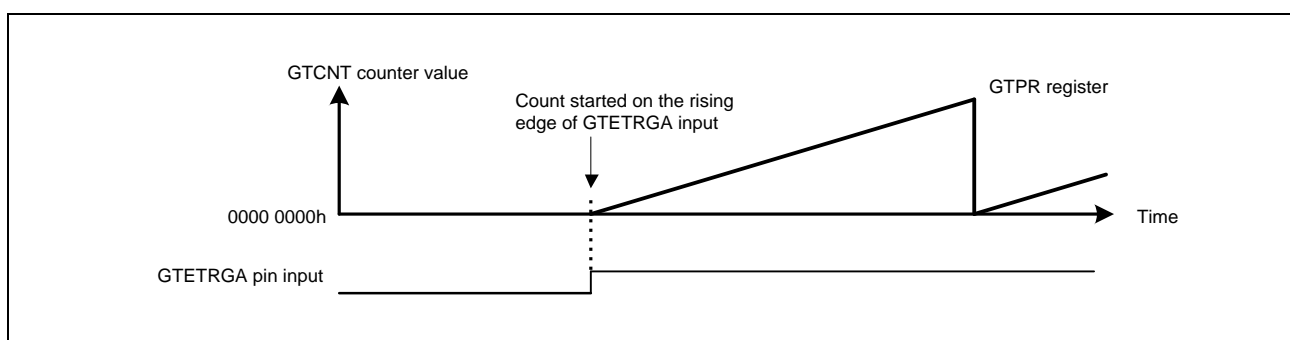 GTCNT counter value
GTPR register
Count started on the rising
edge of GTETRGA input
0000 0000h
Time
GTETRGA pin input